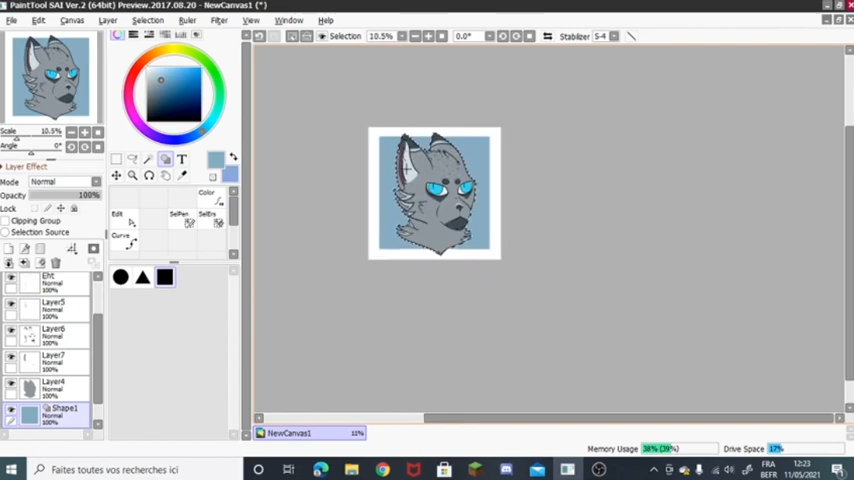 PaintTool SAI Ver.2 (64bit) Preview.2017.08.20 - NewCanvas1 (*)
File Edit Canvas Layer Selection Ruler Filter View Window Help
Selection 10.5% 0.0° Stabilizer S-4
Scale 10.5%
Angle 0°
Layer Effect
Mode Normal
Opacity 100%
Lock
Clipping Group
Selection Source
T
Color
Edit SelPen SelErs
Curve
Eht
Normal
100%
Layer5
Normal
100%
Layer6
Normal
100%
Layer7
Normal
100%
Layer4
Normal
100%
Shape1
Normal
100%
NewCanvas1 11%
Memory Usage 38% (39%) Drive Space 17%
Faites toutes vos recherches ici
FRA 12:23
BEFR 11/05/2021